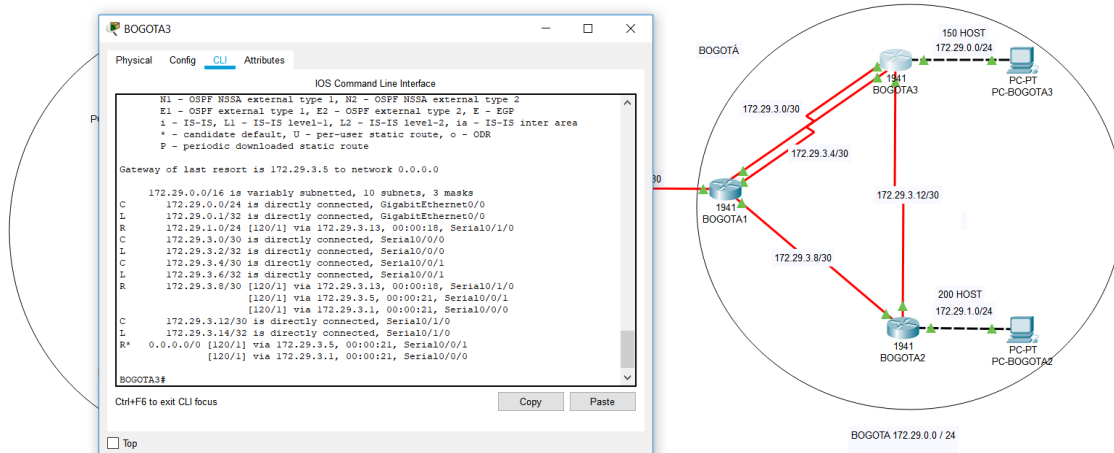 BOGOTA3
Physical Config CLI Attributes
IOS Command Line Interface
N1 - OSPF NSSA external type 1, N2 - OSPF NSSA external type 2
E1 - OSPF external type 1, E2 - OSPF external type 2, E - EGP
i - IS-IS, L1 - IS-IS level-1, L2 - IS-IS level-2, ia - IS-IS inter area
* - candidate default, U - per-user static route, o - ODR
P - periodic downloaded static route
Gateway of last resort is 172.29.3.5 to network 0.0.0.0
172.29.0.0/16 is variably subnetted, 10 subnets, 3 masks
C 172.29.0.0/24 is directly connected, GigabitEthernet0/0
L 172.29.0.1/32 is directly connected, GigabitEthernet0/0
R 172.29.1.0/24 [120/1] via 172.29.3.13, 00:00:18, Serial0/1/0
C 172.29.3.0/30 is directly connected, Serial0/0/0
L 172.29.3.2/32 is directly connected, Serial0/0/0
C 172.29.3.4/30 is directly connected, Serial0/0/1
L 172.29.3.6/32 is directly connected, Serial0/0/1
R 172.29.3.8/30 [120/1] via 172.29.3.13, 00:00:18, Serial0/1/0
[120/1] via 172.29.3.5, 00:00:21, Serial0/0/1
[120/1] via 172.29.3.1, 00:00:21, Serial0/0/0
C 172.29.3.12/30 is directly connected, Serial0/1/0
L 172.29.3.14/32 is directly connected, Serial0/1/0
R* 0.0.0.0/0 [120/1] via 172.29.3.5, 00:00:21, Serial0/0/1
[120/1] via 172.29.3.1, 00:00:21, Serial0/0/0
BOGOTA3#
Ctrl+F6 to exit CLI focus
Copy Paste
Top
BOGOTÁ
150 HOST
172.29.0.0/24
1941
BOGOTA3
PC-PT
PC-BOGOTA3
172.29.3.0/30
172.29.3.4/30
30
1941
BOGOTA1
172.29.3.12/30
172.29.3.8/30
200 HOST
172.29.1.0/24
1941
BOGOTA2
PC-PT
PC-BOGOTA2
BOGOTA 172.29.0.0 / 24